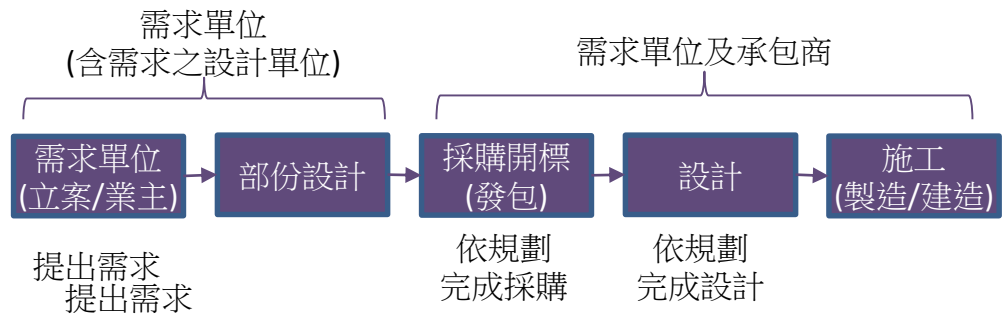 需求單位
(含需求之設計單位)
需求單位及承包商
需求單位
(立案/業主)
部份設計
採購開標
(發包)
設計
施工
(製造/建造)
提出需求
提出需求
依規劃
完成採購
依規劃
完成設計